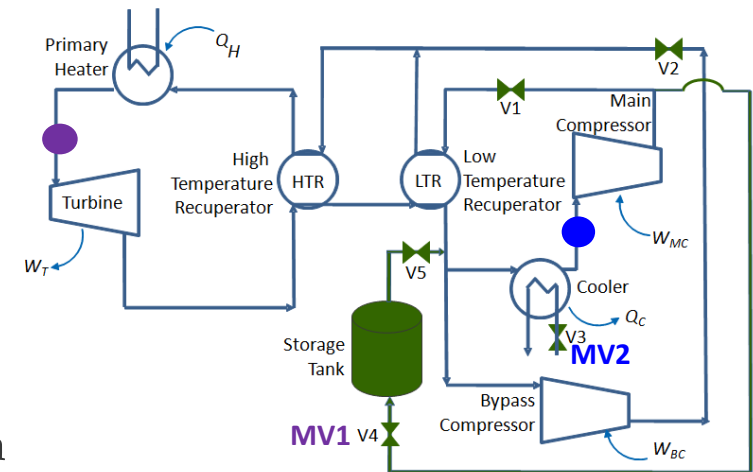 Primary
Heater
Q_H
V2
V1
Main
Compressor
High
Temperature
Recuperator
HTR
LTR
Low
Temperature
Recuperator
Turbine
W_T
W_MC
V5
Cooler
Q_C
Storage
Tank
V3
MV2
Bypass
Compressor
MV1 V4
W_BC